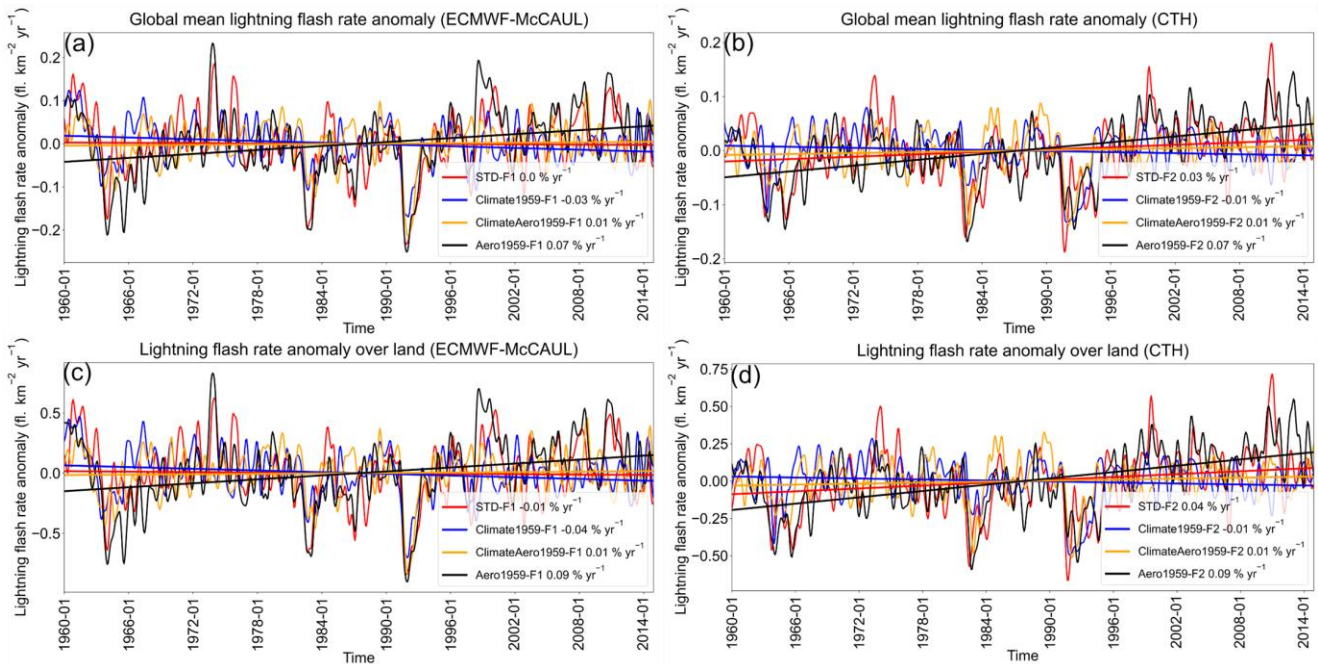 Global mean lightning flash rate anomaly (ECMWF-McCAUL)
(a)
Lightning flash rate anomaly (fl. km⁻² yr⁻¹)
0.2
0.1
0.0
−0.1
−0.2
STD-F1 0.0 % yr⁻¹
Climate1959-F1 -0.03 % yr⁻¹
ClimateAero1959-F1 0.01 % yr⁻¹
Aero1959-F1 0.07 % yr⁻¹
1960-01
1966-01
1972-01
1978-01
1984-01
1990-01
1996-01
2002-01
2008-01
2014-01
Time
Global mean lightning flash rate anomaly (CTH)
(b)
Lightning flash rate anomaly (fl. km⁻² yr⁻¹)
0.2
0.1
0.0
−0.1
−0.2
STD-F2 0.03 % yr⁻¹
Climate1959-F2 -0.01 % yr⁻¹
ClimateAero1959-F2 0.01 % yr⁻¹
Aero1959-F2 0.07 % yr⁻¹
1960-01
1966-01
1972-01
1978-01
1984-01
1990-01
1996-01
2002-01
2008-01
2014-01
Time
Lightning flash rate anomaly over land (ECMWF-McCAUL)
(c)
Lightning flash rate anomaly (fl. km⁻² yr⁻¹)
0.5
0.0
−0.5
STD-F1 -0.01 % yr⁻¹
Climate1959-F1 -0.04 % yr⁻¹
ClimateAero1959-F1 0.01 % yr⁻¹
Aero1959-F1 0.09 % yr⁻¹
1960-01
1966-01
1972-01
1978-01
1984-01
1990-01
1996-01
2002-01
2008-01
2014-01
Time
Lightning flash rate anomaly over land (CTH)
(d)
Lightning flash rate anomaly (fl. km⁻² yr⁻¹)
0.75
0.50
0.25
0.00
−0.25
−0.50
STD-F2 0.04 % yr⁻¹
Climate1959-F2 -0.01 % yr⁻¹
ClimateAero1959-F2 0.01 % yr⁻¹
Aero1959-F2 0.09 % yr⁻¹
1960-01
1966-01
1972-01
1978-01
1984-01
1990-01
1996-01
2002-01
2008-01
2014-01
Time